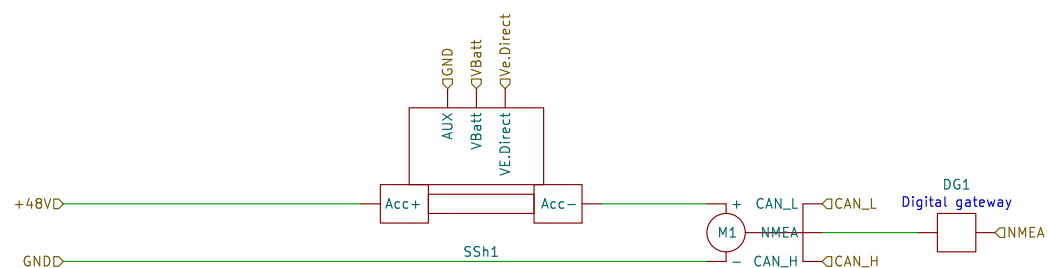 GND
VBatt
Ve.Direct
AUX
VBatt
VE.Direct
+48V
Acc+
Acc-
+
M1
-
CAN_L
CAN_L
NMEA
CAN_H
CAN_H
DG1
Digital gateway
NMEA
GND
SSh1